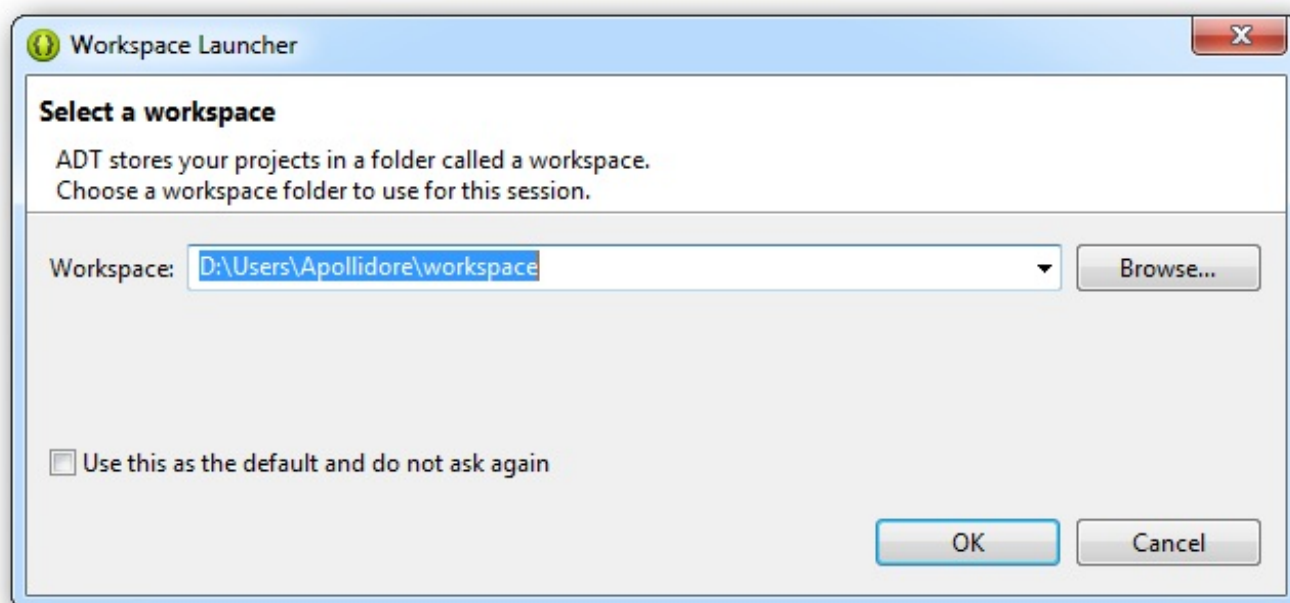 Workspace Launcher
Select a workspace
ADT stores your projects in a folder called a workspace.
Choose a workspace folder to use for this session.
Workspace: D:\Users\Apollidore\workspace Browse...
Use this as the default and do not ask again
OK Cancel